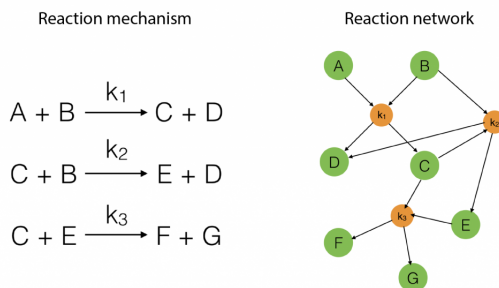 Reaction mechanism
k₁
A + B ⟶ C + D
k₂
C + B ⟶ E + D
k₃
C + E ⟶ F + G
Reaction network
A
B
k₁
k₂
D
C
k₃
E
F
G